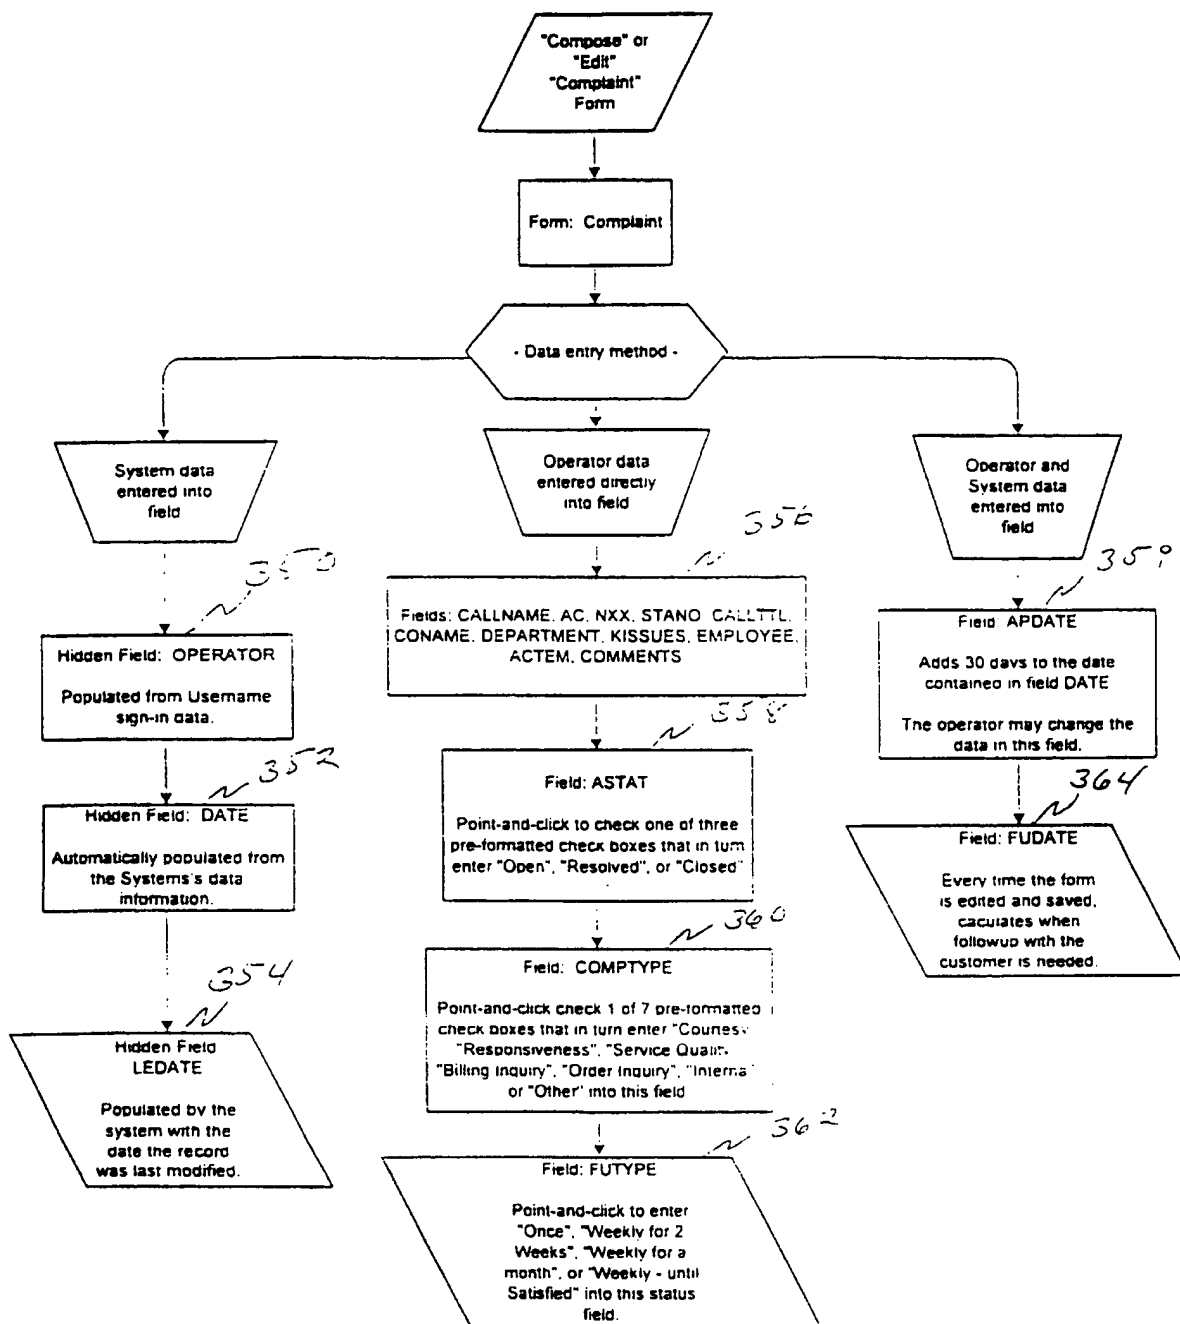 "Compose" or
"Edit"
"Complaint"
Form
Form: Complaint
- Data entry method -
System data
entered into
field
Operator data
entered directly
into field
Operator and
System data
entered into
field
350
Hidden Field: OPERATOR
Populated from Username
sign-in data.
352
Hidden Field: DATE
Automatically populated from
the Systems's data
information.
354
Hidden Field
LEDATE
Populated by the
system with the
date the record
was last modified.
356
Fields: CALLNAME, AC, NXX, STANO, CALLTTL,
CONAME, DEPARTMENT, KISSUES, EMPLOYEE,
ACTEM, COMMENTS
358
Field: ASTAT
Point-and-click to check one of three
pre-formatted check boxes that in turn
enter "Open", "Resolved", or "Closed"
360
Field: COMPTYPE
Point-and-click check 1 of 7 pre-formatted
check boxes that in turn enter
"Responsiveness", "Service
"Billing Inquiry", "Order Inquiry",
or "Other" into this field
362
Field: FUTYPE
Point-and-click to enter
"Once", "Weekly for 2
Weeks", "Weekly for a
month", or "Weekly - until
Satisfied" into this status
field.
Field: APDATE
Adds 30 days to the date
contained in field DATE
The operator may change the
data in this field.
364
Field: FUDATE
Every time the form
is edited and saved,
caculates when
followup with the
customer is needed.